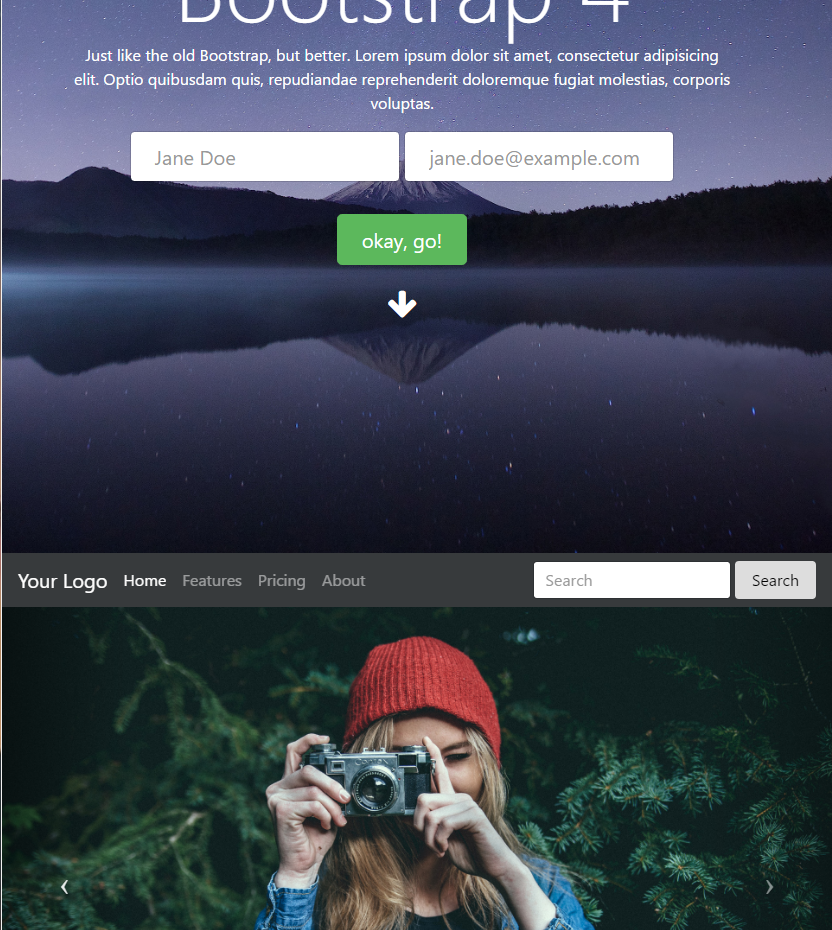 Bootstrap 4
Just like the old Bootstrap, but better. Lorem ipsum dolor sit amet, consectetur adipisicing
elit. Optio quibusdam quis, repudiandae reprehenderit doloremque fugiat molestias, corporis
voluptas.
Jane Doe jane.doe@example.com
okay, go!
Your Logo Home Features Pricing About Search Search